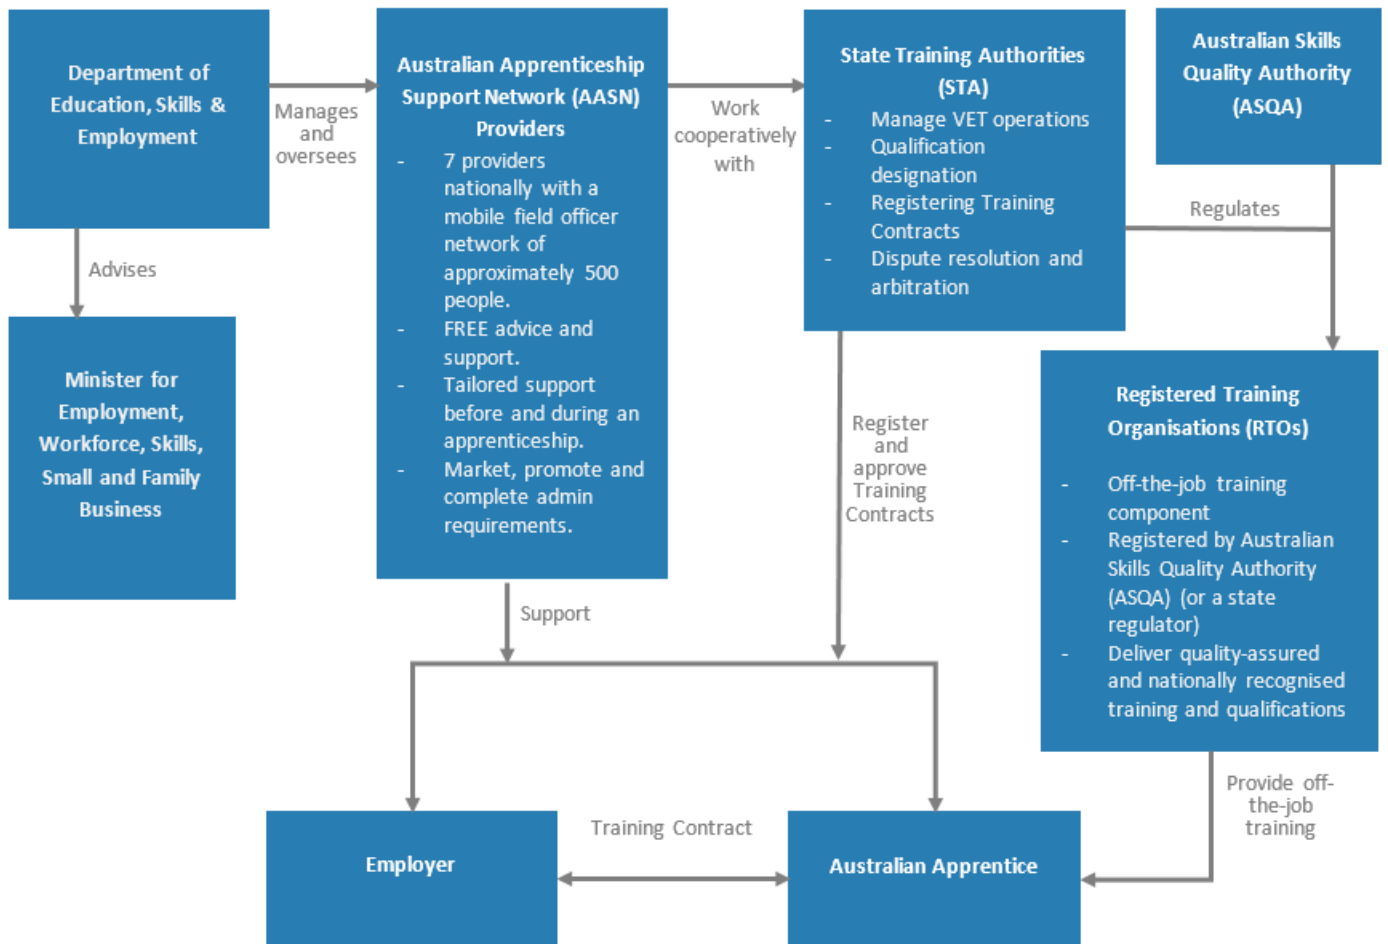 Department of
Education, Skills &
Employment
Manages
and
oversees
Advises
Minister for
Employment,
Workforce, Skills,
Small and Family
Business
Australian Apprenticeship
Support Network (AASN)
Providers
- 7 providers
nationally with a
mobile field officer
network of
approximately 500
people.
- FREE advice and
support.
- Tailored support
before and during an
apprenticeship.
- Market, promote and
complete admin
requirements.
Work
cooperatively
with
Support
State Training Authorities
(STA)
- Manage VET operations
- Qualification
designation
- Registering Training
Contracts
- Dispute resolution and
arbitration
Register
and
approve
Training
Contracts
Australian Skills
Quality Authority
(ASQA)
Regulates
Registered Training
Organisations (RTOs)
- Off-the-job training
component
- Registered by Australian
Skills Quality Authority
(ASQA) (or a state
regulator)
- Deliver quality-assured
and nationally recognised
training and qualifications
Provide off-
the-job
training
Employer
Training Contract
Australian Apprentice